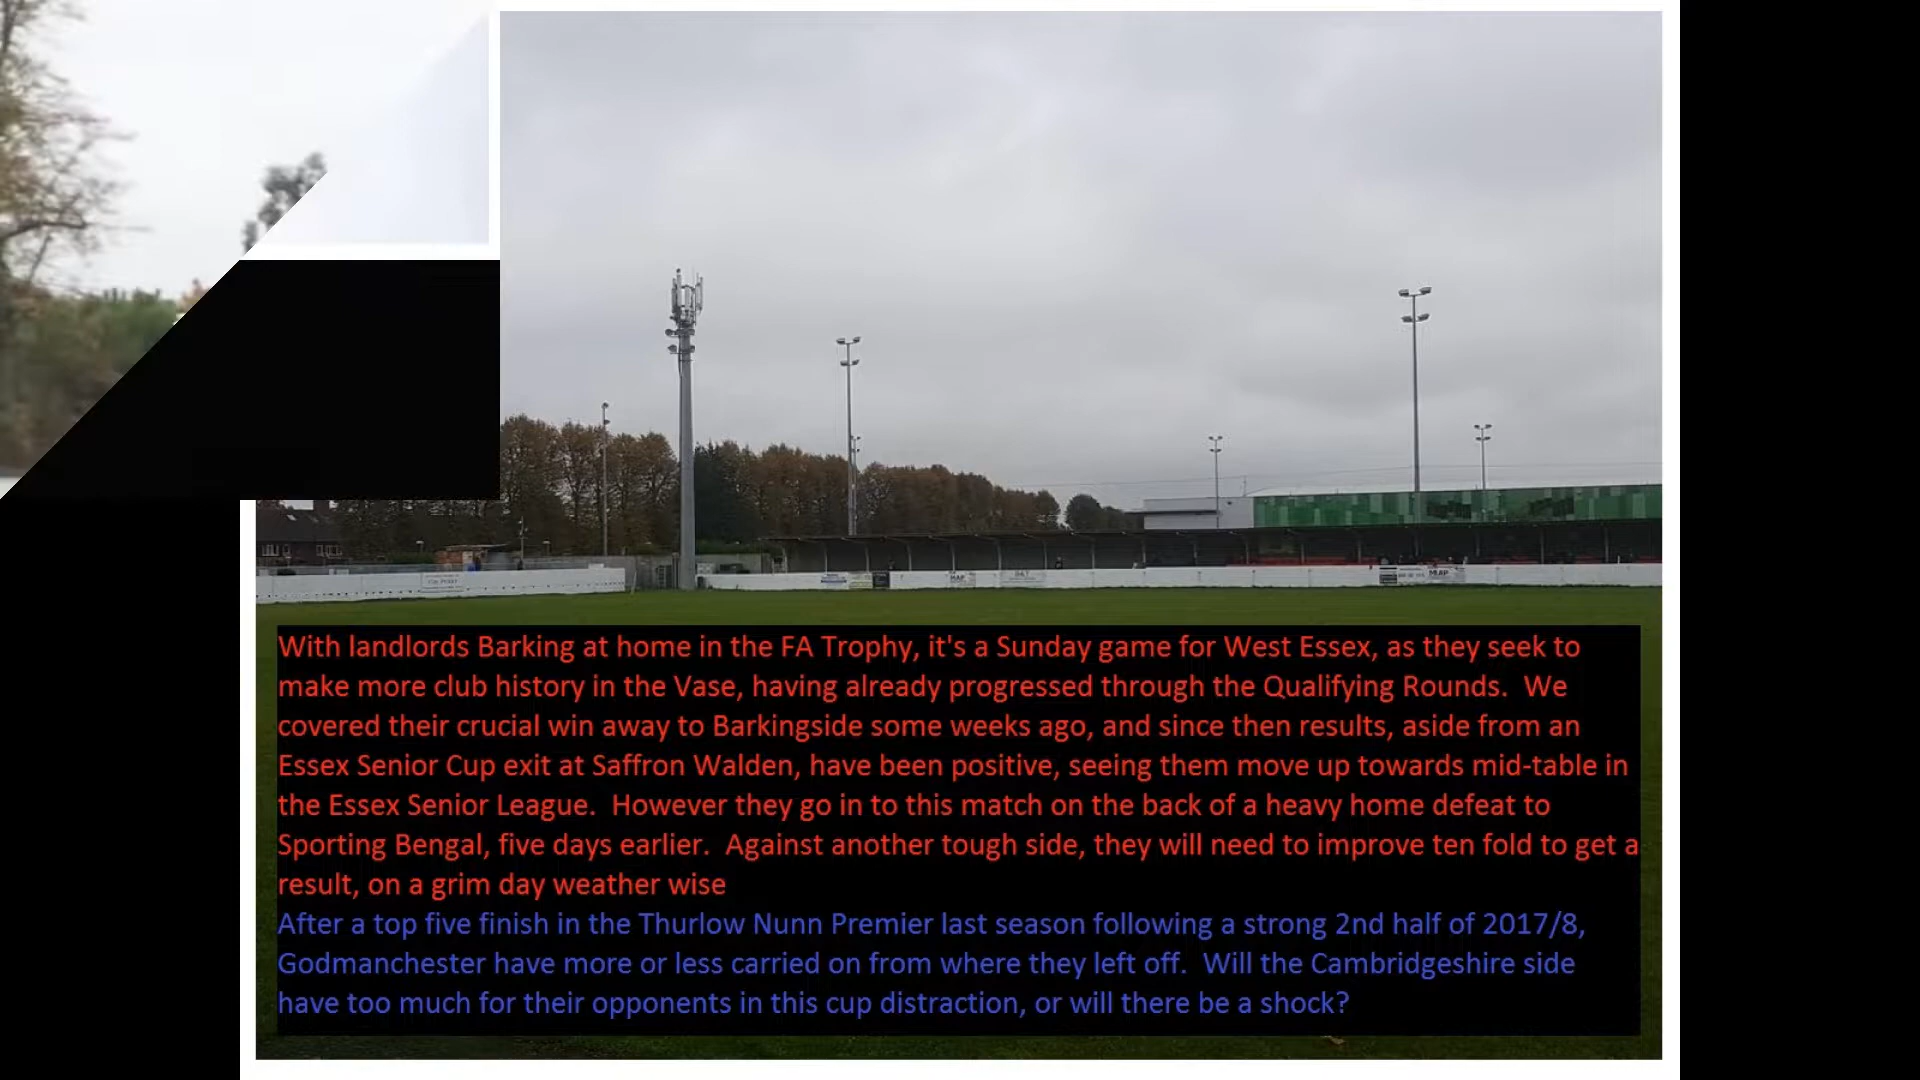 With landlords Barking at home in the FA Trophy, it's a Sunday game for West Essex, as they seek to
make more club history in the Vase, having already progressed through the Qualifying Rounds.  We
covered their crucial win away to Barkingside some weeks ago, and since then results, aside from an
Essex Senior Cup exit at Saffron Walden, have been positive, seeing them move up towards mid-table in
the Essex Senior League.  However they go in to this match on the back of a heavy home defeat to
Sporting Bengal, five days earlier.  Against another tough side, they will need to improve ten fold to get a
result, on a grim day weather wise
After a top five finish in the Thurlow Nunn Premier last season following a strong 2nd half of 2017/8,
Godmanchester have more or less carried on from where they left off.  Will the Cambridgeshire side
have too much for their opponents in this cup distraction, or will there be a shock?